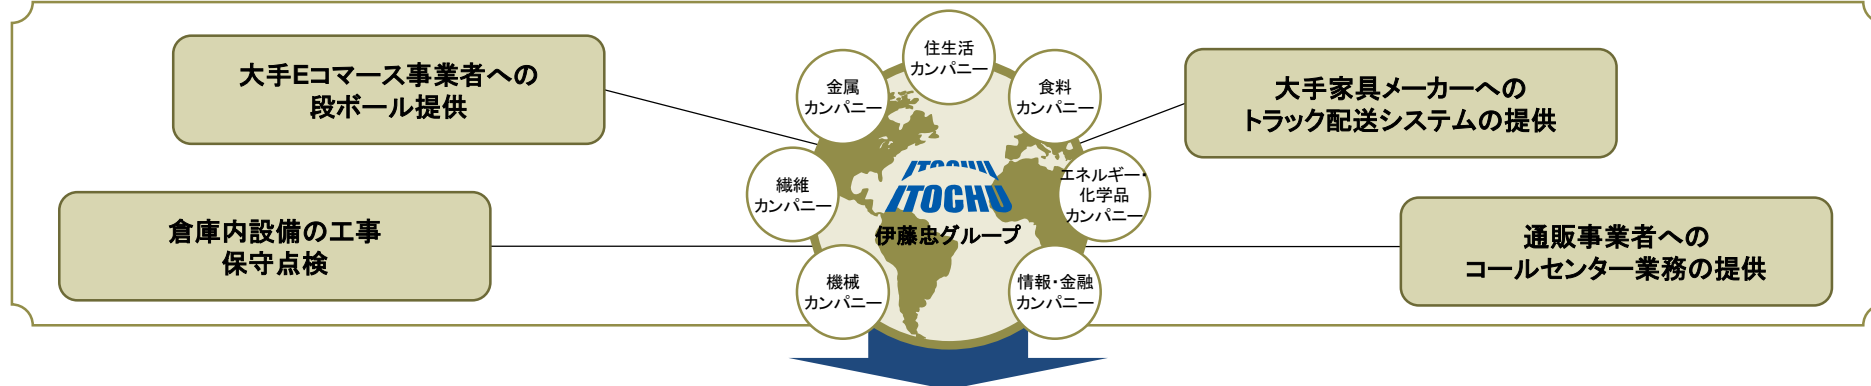 大手Eコマース事業者への
段ボール提供
倉庫内設備の工事
保守点検
住生活
カンパニー
金属
カンパニー
食料
カンパニー
繊維
カンパニー
エネルギー・
化学品
カンパニー
機械
カンパニー
情報・金融
カンパニー
ITOCHU
ITOCHU
伊藤忠グループ
大手家具メーカーへの
トラック配送システムの提供
通販事業者への
コールセンター業務の提供